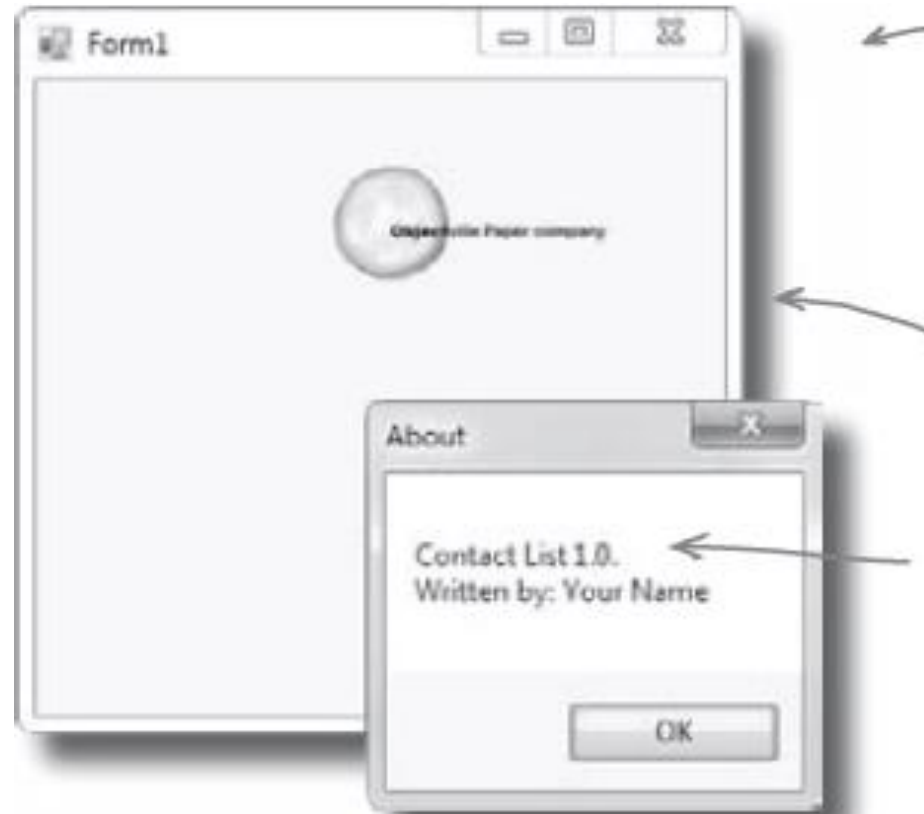 Form1
Objectville Paper company
About
Contact List 1.0.
Written by: Your Name
OK